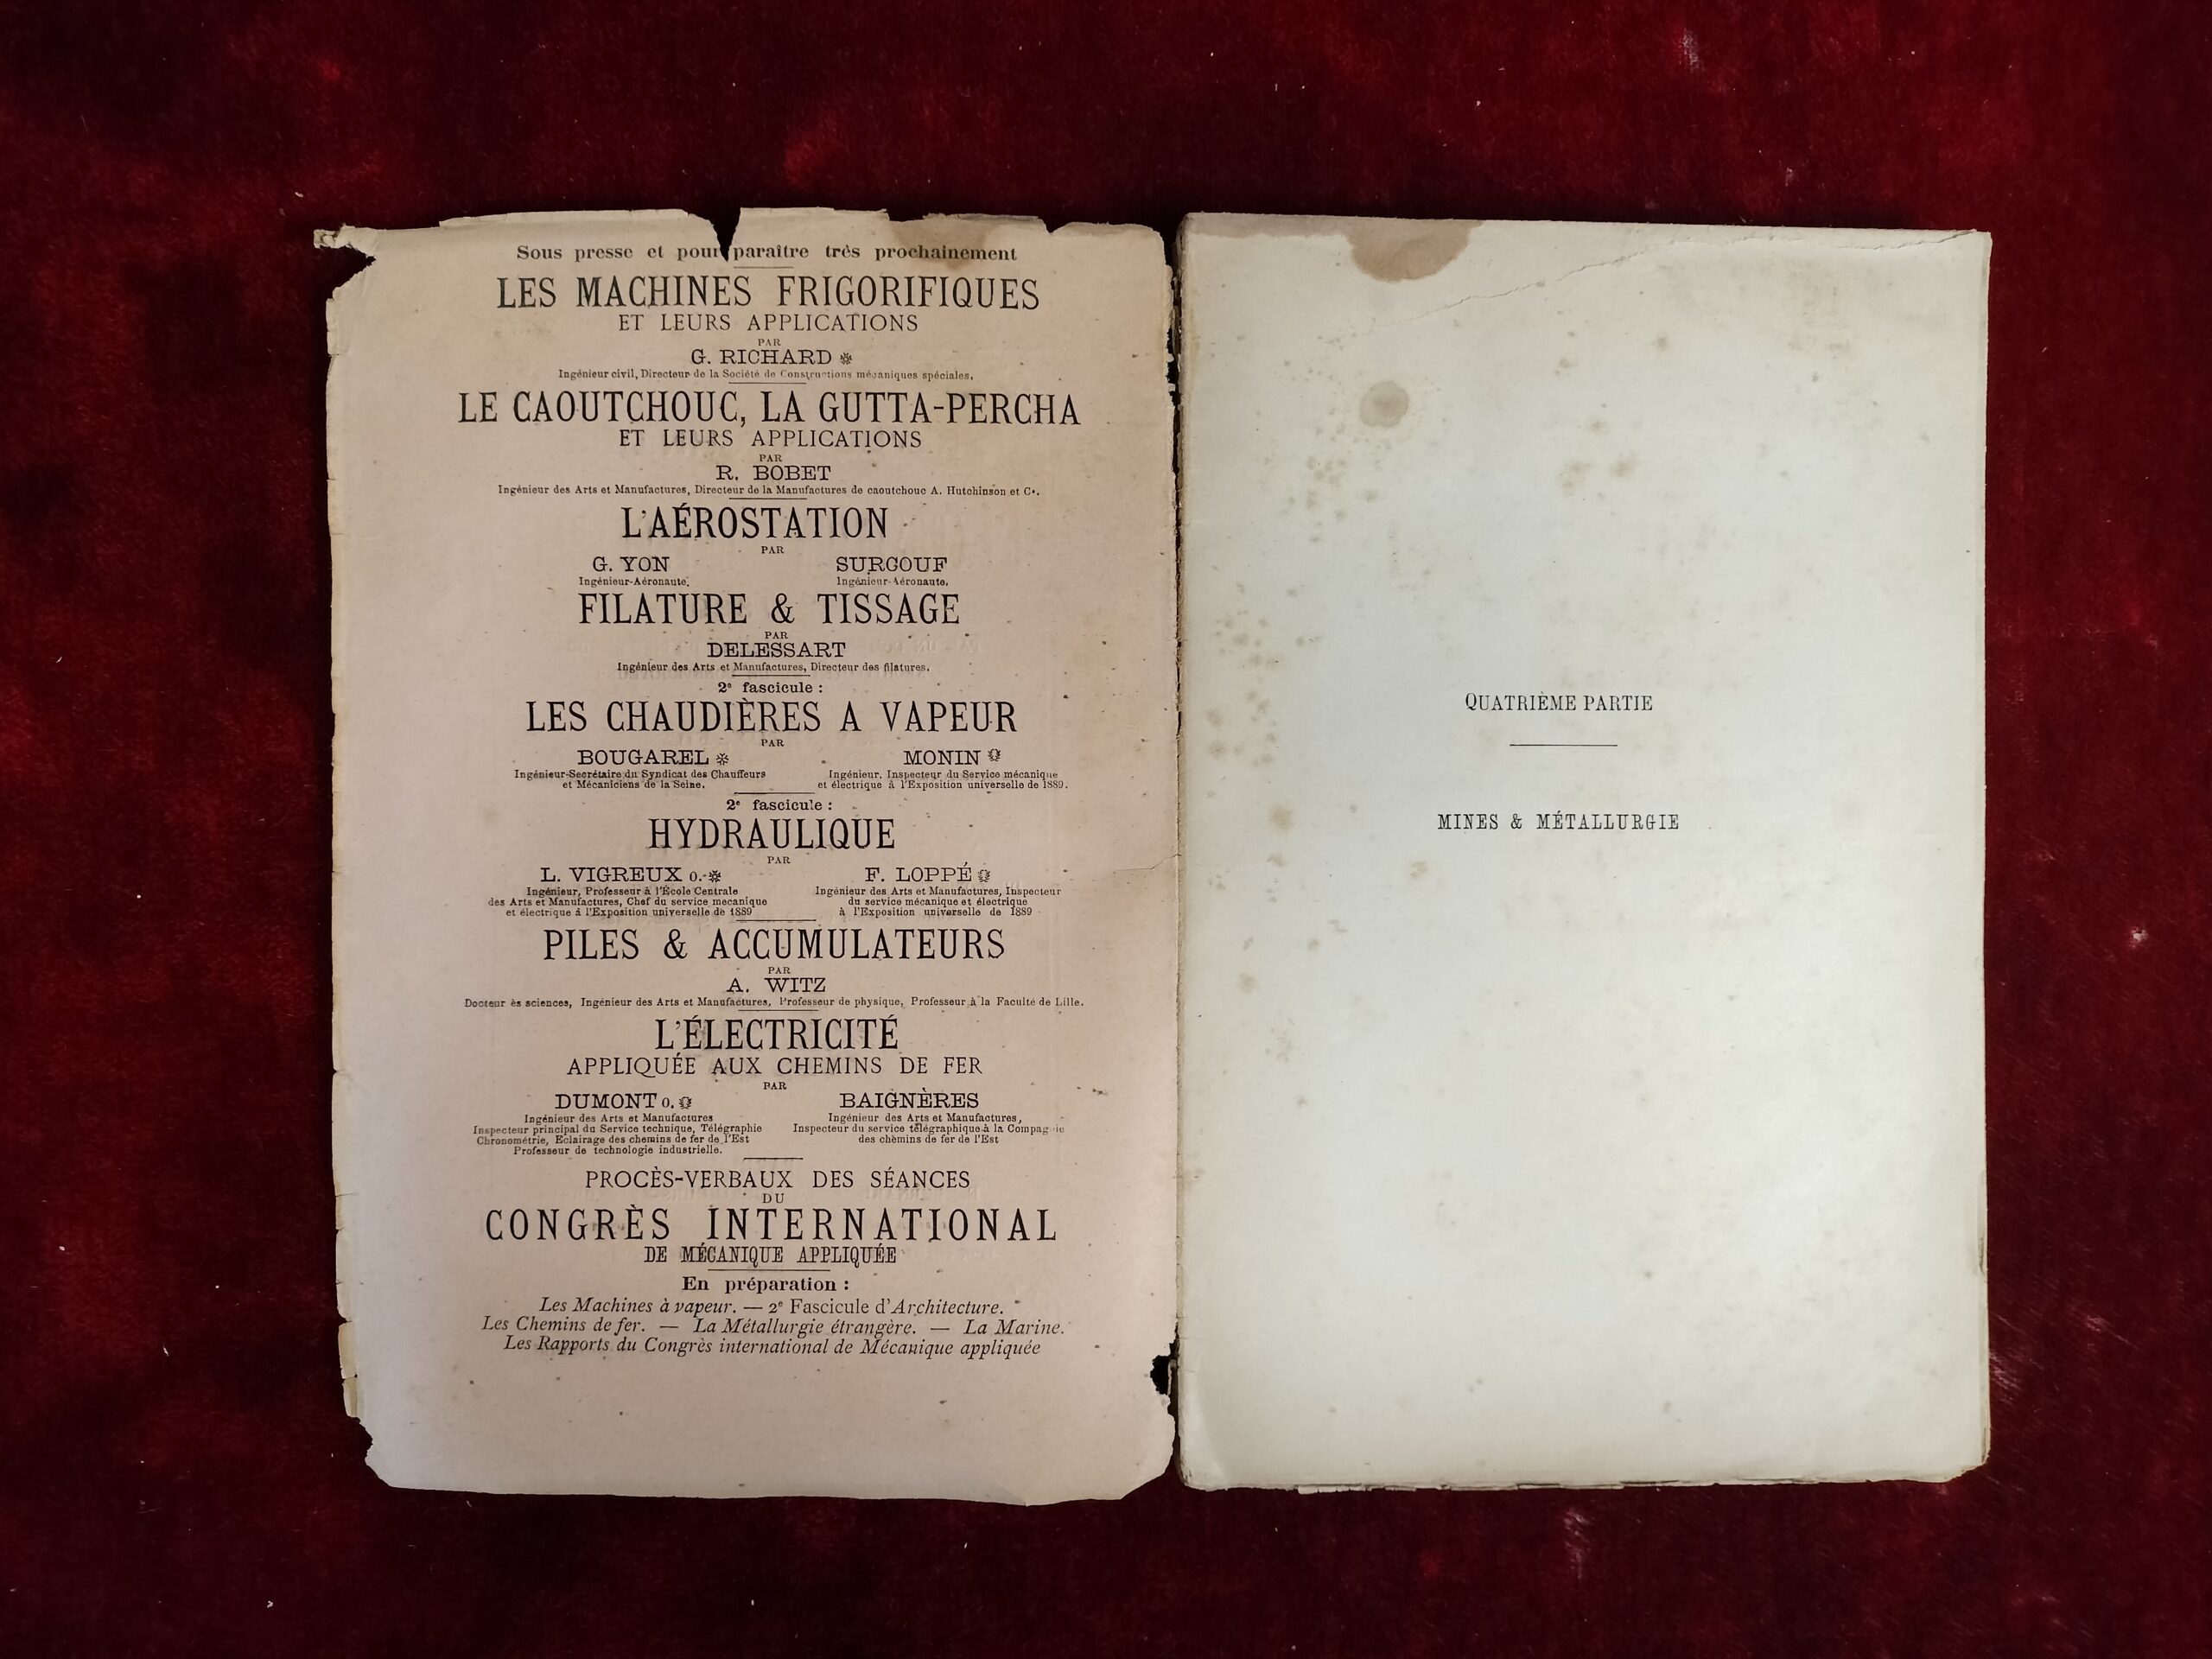 Sous presse et pour paraître très prochainement
LES MACHINES FRIGORIFIQUES
ET LEURS APPLICATIONS
PAR
G. RICHARD
Ingénieur civil, Directeur de la Société de Constructions mécaniques spéciales.
LE CAOUTCHOUC, LA GUTTA-PERCHA
ET LEURS APPLICATIONS
PAR
R. BOBET
Ingénieur des Arts et Manufactures, Directeur de la Manufactures de caoutchouc A. Hutchinson et Cᵉ.
L'AÉROSTATION
PAR
G. YON SURCOUF
Ingénieur-Aéronaute. Ingénieur-Aéronaute.
FILATURE & TISSAGE
PAR
DELESSART
Ingénieur des Arts et Manufactures, Directeur des filatures.
2ᵉ fascicule :
LES CHAUDIÈRES A VAPEUR
PAR
BOUGAREL MONIN
Ingénieur-Secrétaire du Syndicat des Chauffeurs Ingénieur, Inspecteur du Service mécanique
et Mécaniciens de la Seine. et électrique à l'Exposition universelle de 1889.
2ᵉ fascicule :
HYDRAULIQUE
PAR
L. VIGREUX O. F. LOPPÉ
Ingénieur, Professeur à l'École Centrale Ingénieur des Arts et Manufactures, Inspecteur
des Arts et Manufactures, Chef du service mecanique du service mécanique et électrique
et électrique à l'Exposition universelle de 1889 à l'Exposition universelle de 1889
PILES & ACCUMULATEURS
PAR
A. WITZ
Docteur ès sciences, Ingénieur des Arts et Manufactures, Professeur de physique, Professeur à la Faculté de Lille.
L'ÉLECTRICITÉ
APPLIQUÉE AUX CHEMINS DE FER
PAR
DUMONT O. BAIGNÈRES
Ingénieur des Arts et Manufactures Ingénieur des Arts et Manufactures,
Inspecteur principal du Service technique, Télégraphie Inspecteur du service télégraphique à la Compagnie
Chronométrie, Eclairage des chemins de fer de l'Est des chemins de fer de l'Est
Professeur de technologie industrielle.
PROCÈS-VERBAUX DES SÉANCES
DU
CONGRÈS INTERNATIONAL
DE MÉCANIQUE APPLIQUÉE
En préparation :
Les Machines à vapeur. — 2ᵉ Fascicule d'Architecture.
Les Chemins de fer. — La Métallurgie étrangère. — La Marine.
Les Rapports du Congrès international de Mécanique appliquée
QUATRIÈME PARTIE
MINES & MÉTALLURGIE